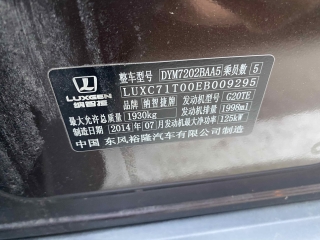 LUXGEN
纳智捷
整车型号 DYM7202BAA5 乘员数 5
LUXC71T00EB009295
品牌 纳智捷牌 发动机型号 G20TE
最大允许总质量 1930kg 发动机排量 1998ml
制造日期 2014年07月 发动机最大净功率 125kW
中国 东风裕隆汽车有限公司制造